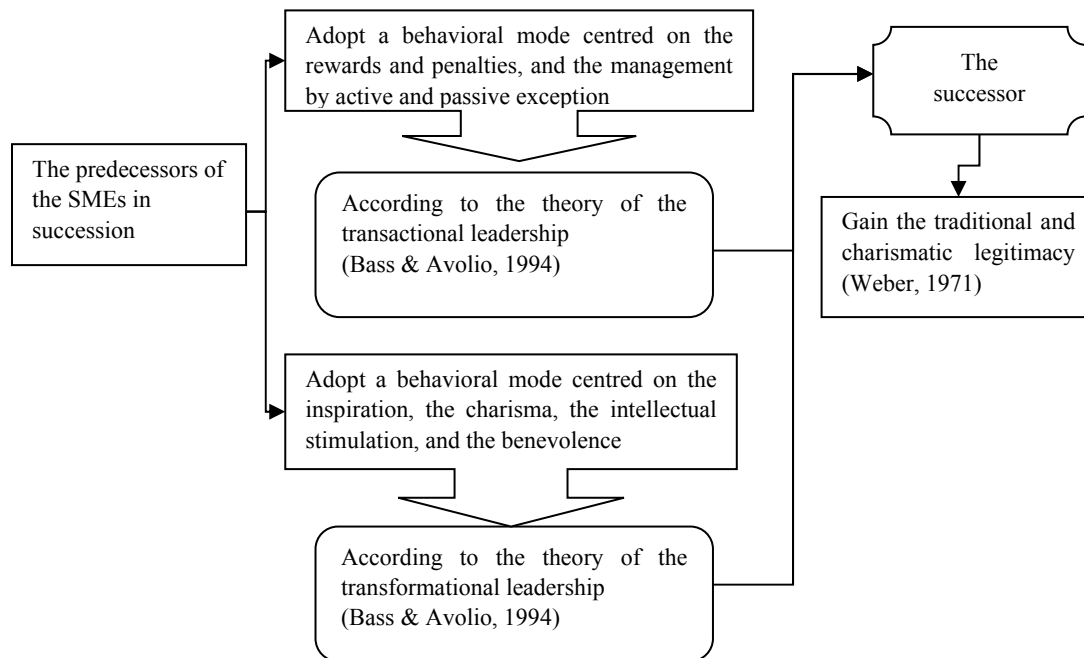 Adopt a behavioral mode centred on the
rewards and penalties, and the management
by active and passive exception
The
successor
The predecessors of
the SMEs in
succession
According to the theory of the
transactional leadership
(Bass & Avolio, 1994)
Gain the traditional and
charismatic legitimacy
(Weber, 1971)
Adopt a behavioral mode centred on the
inspiration, the charisma, the intellectual
stimulation, and the benevolence
According to the theory of the
transformational leadership
(Bass & Avolio, 1994)